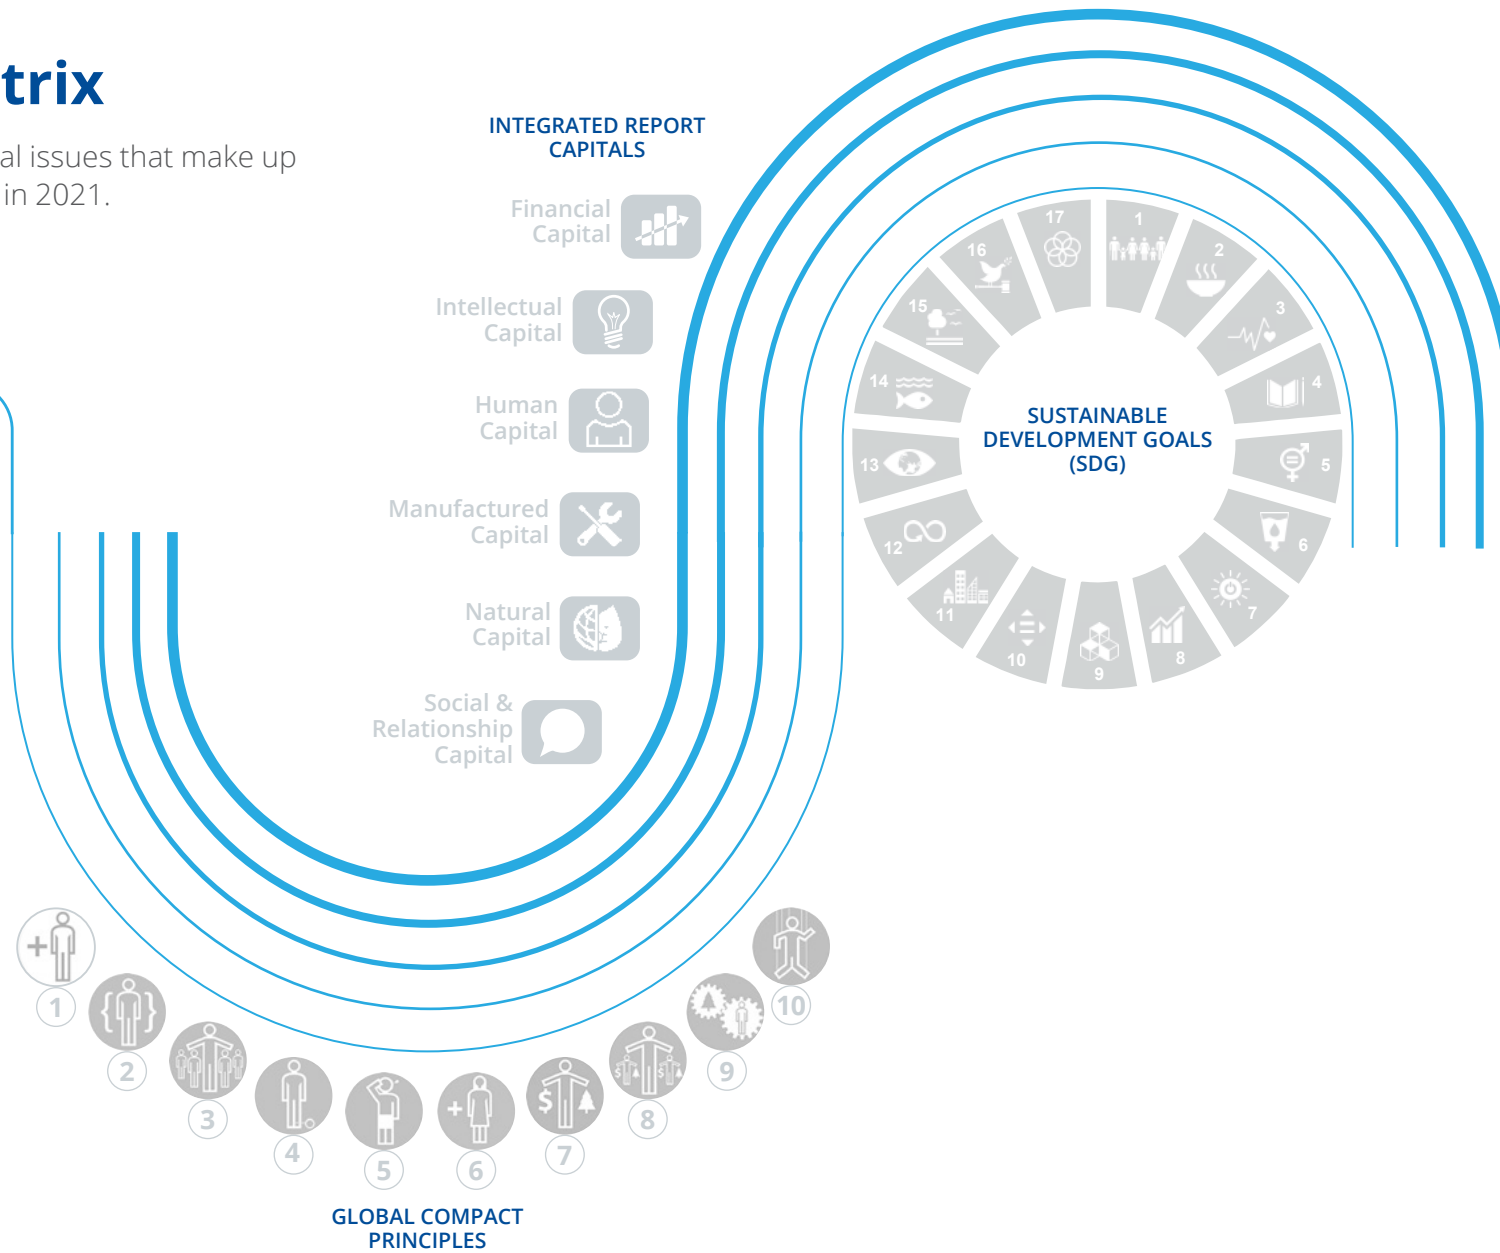 trix
al issues that make up
in 2021.
INTEGRATED REPORT
CAPITALS
Financial
Capital
Intellectual
Capital
Human
Capital
Manufactured
Capital
Natural
Capital
Social &
Relationship
Capital
SUSTAINABLE
DEVELOPMENT GOALS
(SDG)
1
2
3
4
5
6
7
8
9
10
11
12
13
14
15
16
17
1
2
3
4
5
6
7
8
9
10
GLOBAL COMPACT
PRINCIPLES